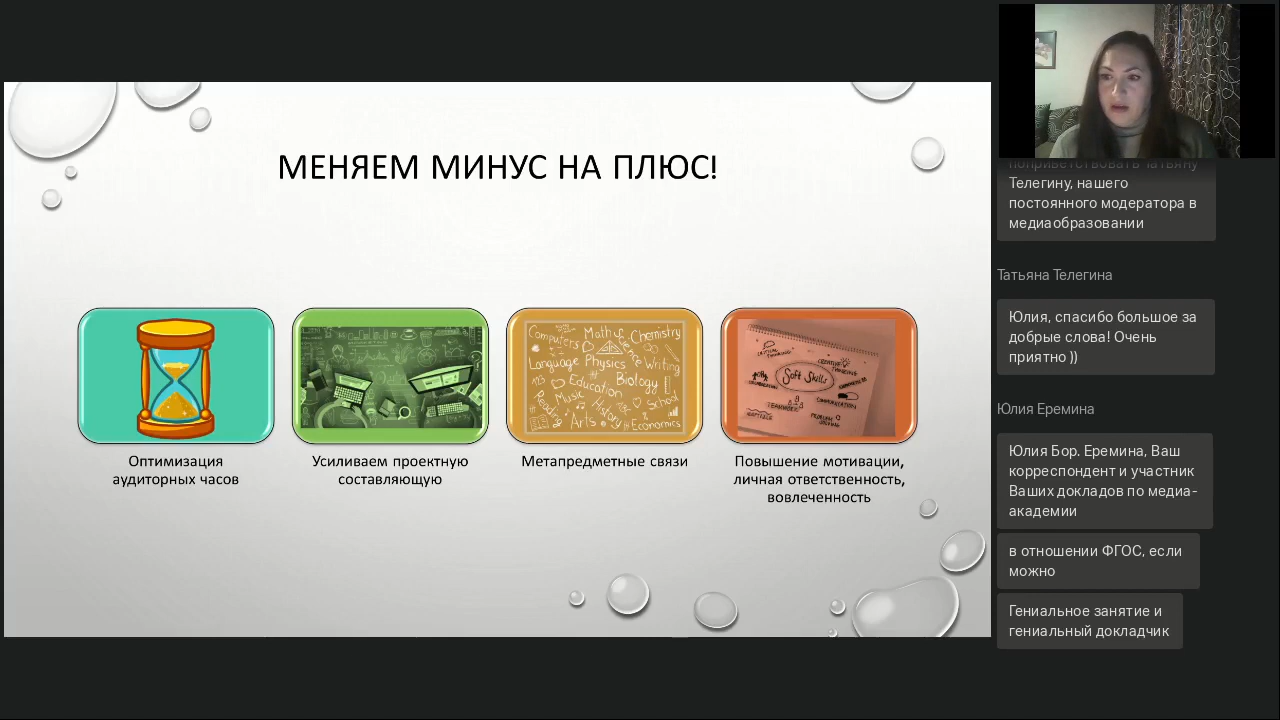 МЕНЯЕМ МИНУС НА ПЛЮС!
Computers
Maths
Chemistry
Science
Language
Physics
Writing
123
Education
Biology
Music
School
Reading
History
Arts
Economics
Soft Skills
TEAMWORK
Оптимизация
аудиторных часов
Усиливаем проектную
составляющую
Метапредметные связи
Повышение мотивации,
личная ответственность,
вовлеченность
поприветствовать Татьяну
Телегину, нашего
постоянного модератора в
медиаобразовании
Татьяна Телегина
Юлия, спасибо большое за
добрые слова! Очень
приятно ))
Юлия Еремина
Юлия Бор. Еремина, Ваш
корреспондент и участник
Ваших докладов по медиа-
академии
в отношении ФГОС, если
можно
Гениальное занятие и
гениальный докладчик